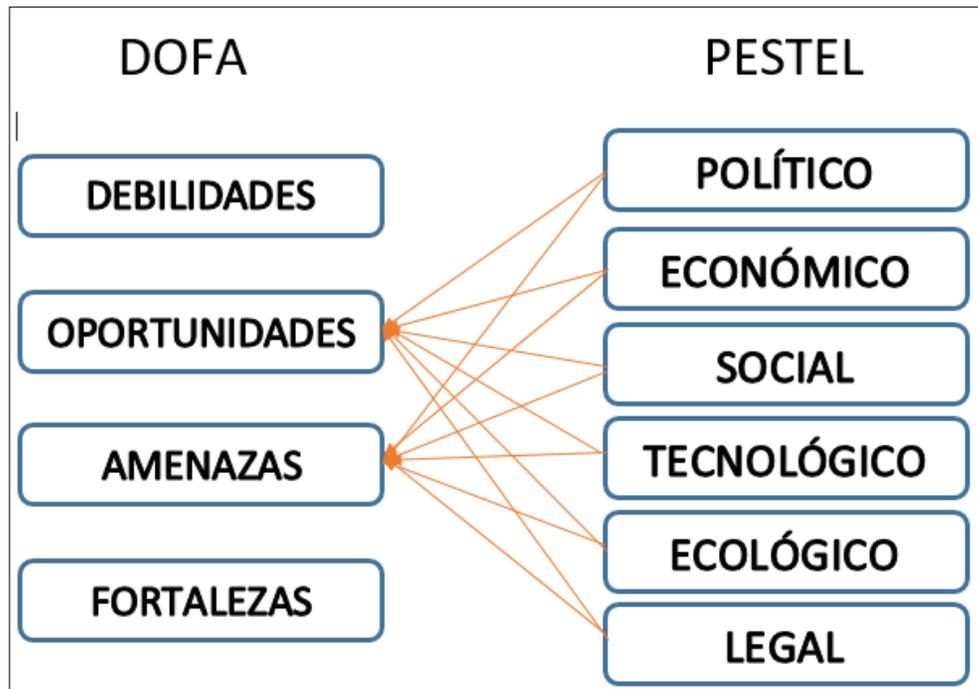 DOFA
DEBILIDADES
OPORTUNIDADES
AMENAZAS
FORTALEZAS
PESTEL
POLÍTICO
ECONÓMICO
SOCIAL
TECNOLÓGICO
ECOLÓGICO
LEGAL